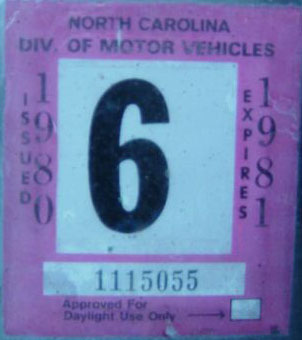 NORTH CAROLINA
DIV. OF MOTOR VEHICLES
ISSUED
1980
6
EXPIRES
1981
1115055
Approved For
Daylight Use Only